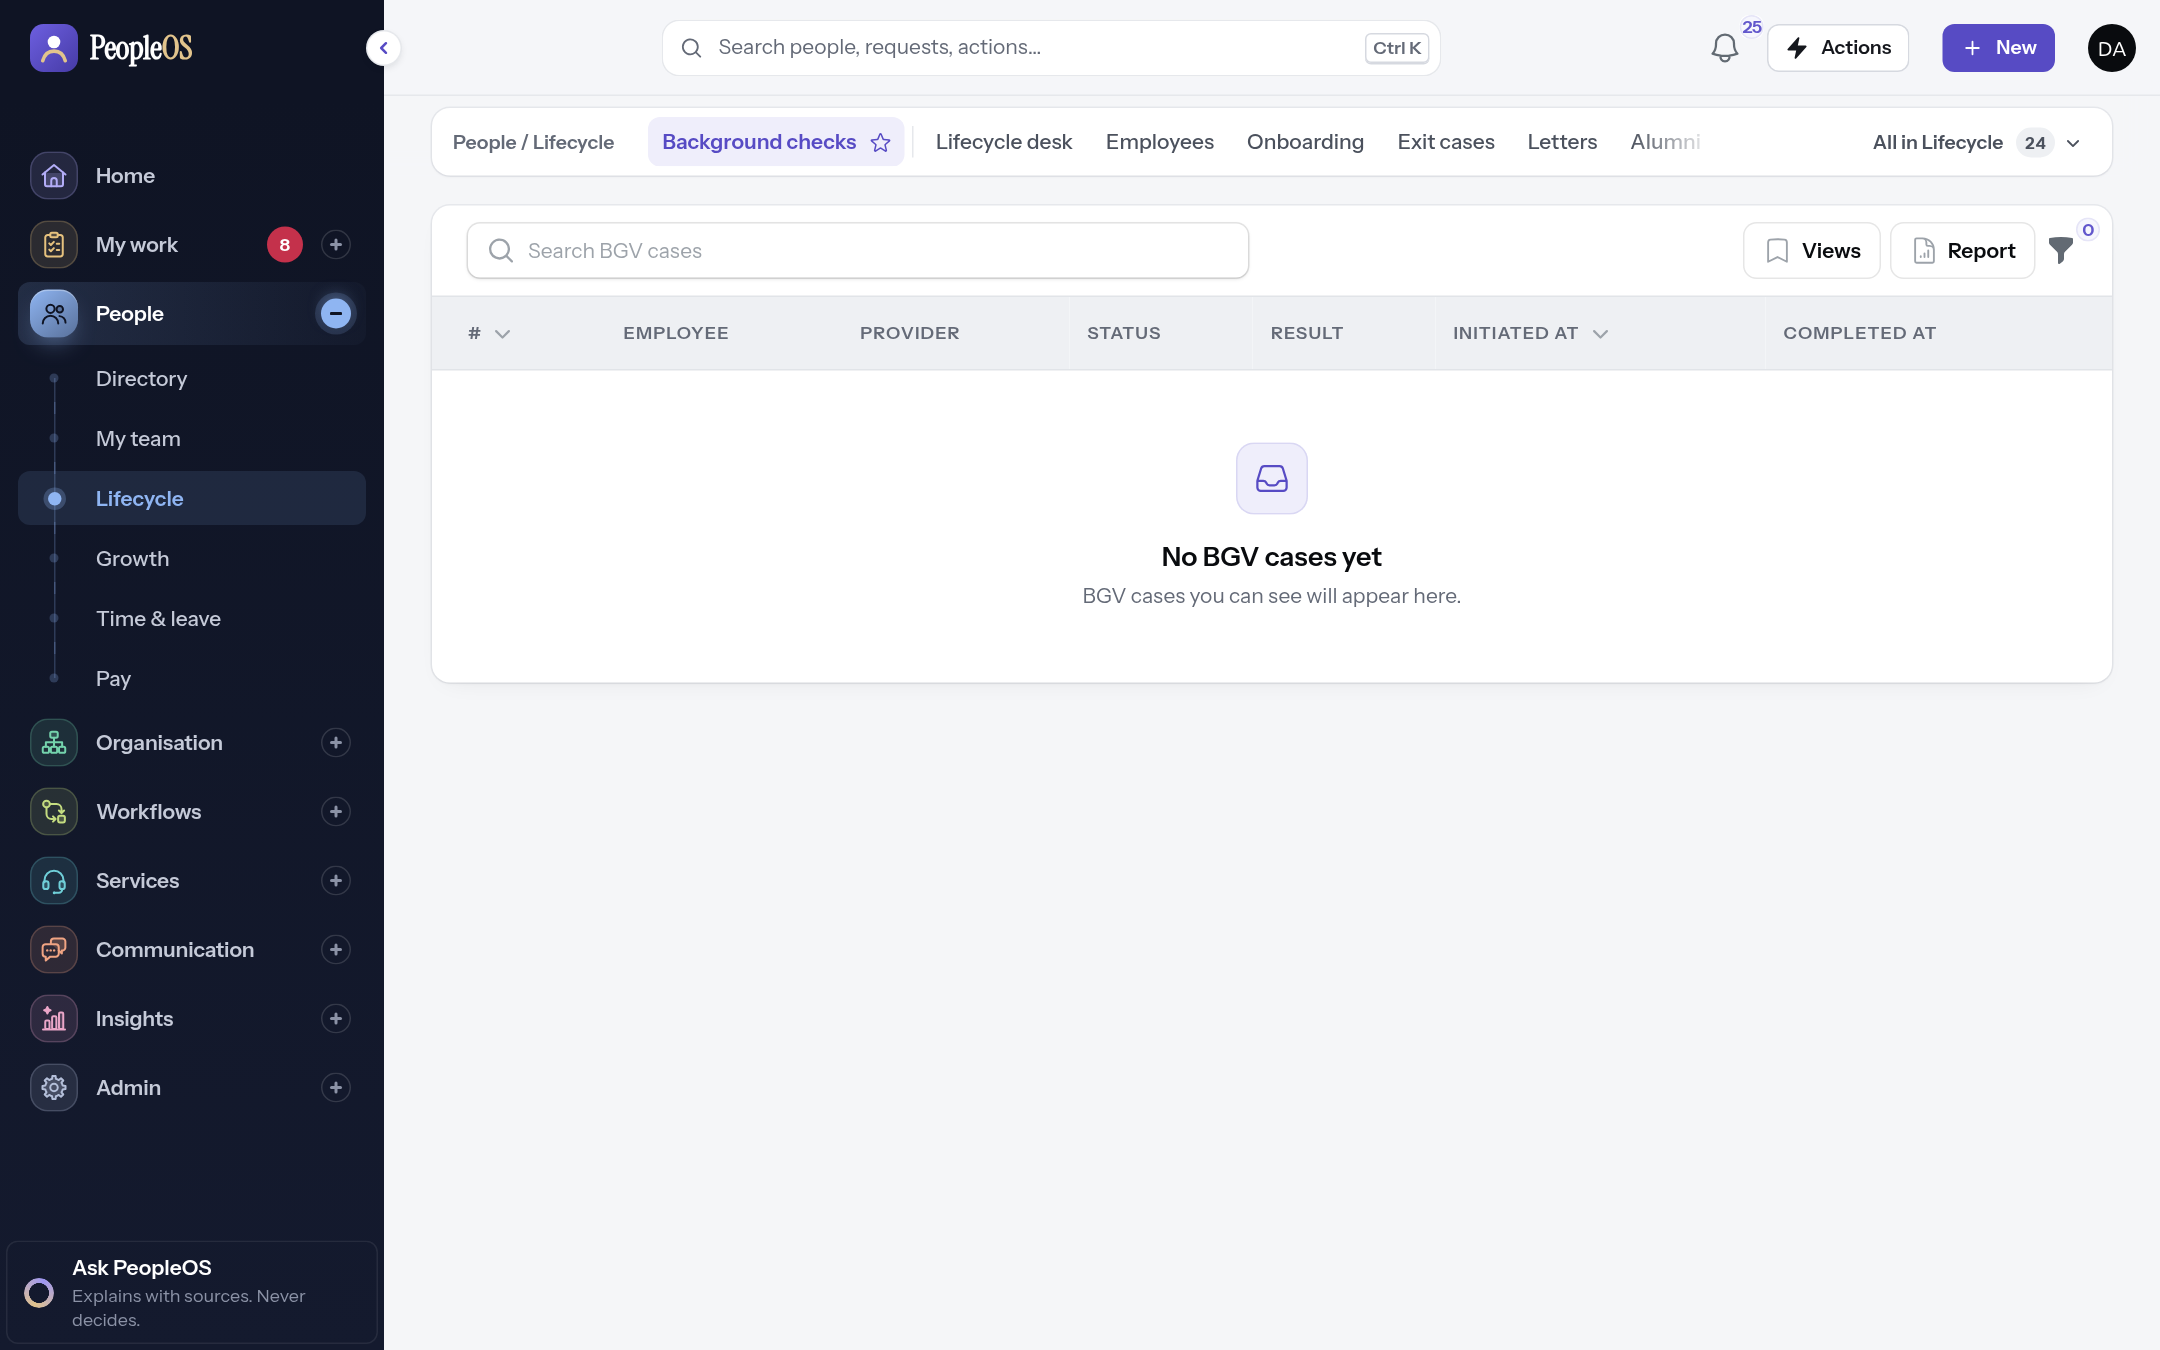 PeopleOS
Search people, requests, actions...
Ctrl K
25
Actions
New
DA
Home
My work
8
People
Directory
My team
Lifecycle
Growth
Time & leave
Pay
Organisation
Workflows
Services
Communication
Insights
Admin
Ask PeopleOS
Explains with sources. Never
decides.
People / Lifecycle
Background checks
Lifecycle desk
Employees
Onboarding
Exit cases
Letters
Alumni
All in Lifecycle
24
Search BGV cases
Views
Report
0
#
EMPLOYEE
PROVIDER
STATUS
RESULT
INITIATED AT
COMPLETED AT
No BGV cases yet
BGV cases you can see will appear here.